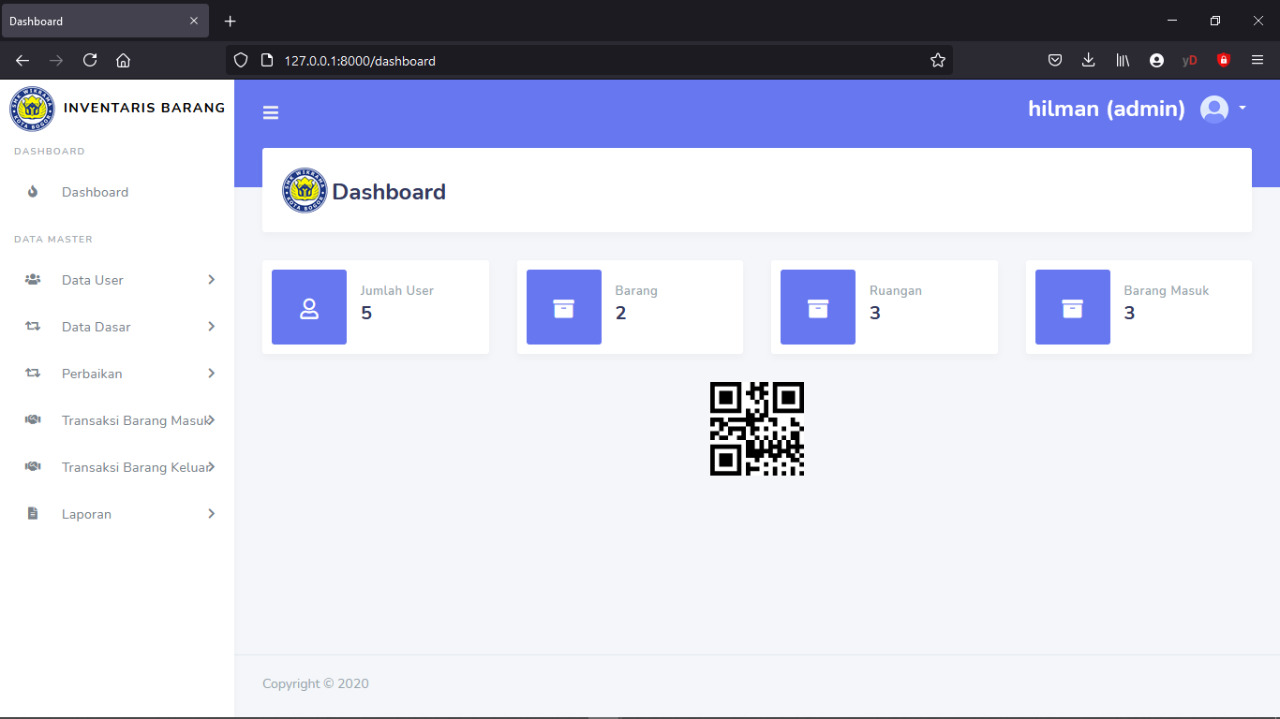 Dashboard
127.0.0.1:8000/dashboard
yD
INVENTARIS BARANG
hilman (admin)
DASHBOARD
Dashboard
DATA MASTER
Data User
Data Dasar
Perbaikan
Transaksi Barang Masuk
Transaksi Barang Keluar
Laporan
Dashboard
Jumlah User
5
Barang
2
Ruangan
3
Barang Masuk
3
Copyright © 2020